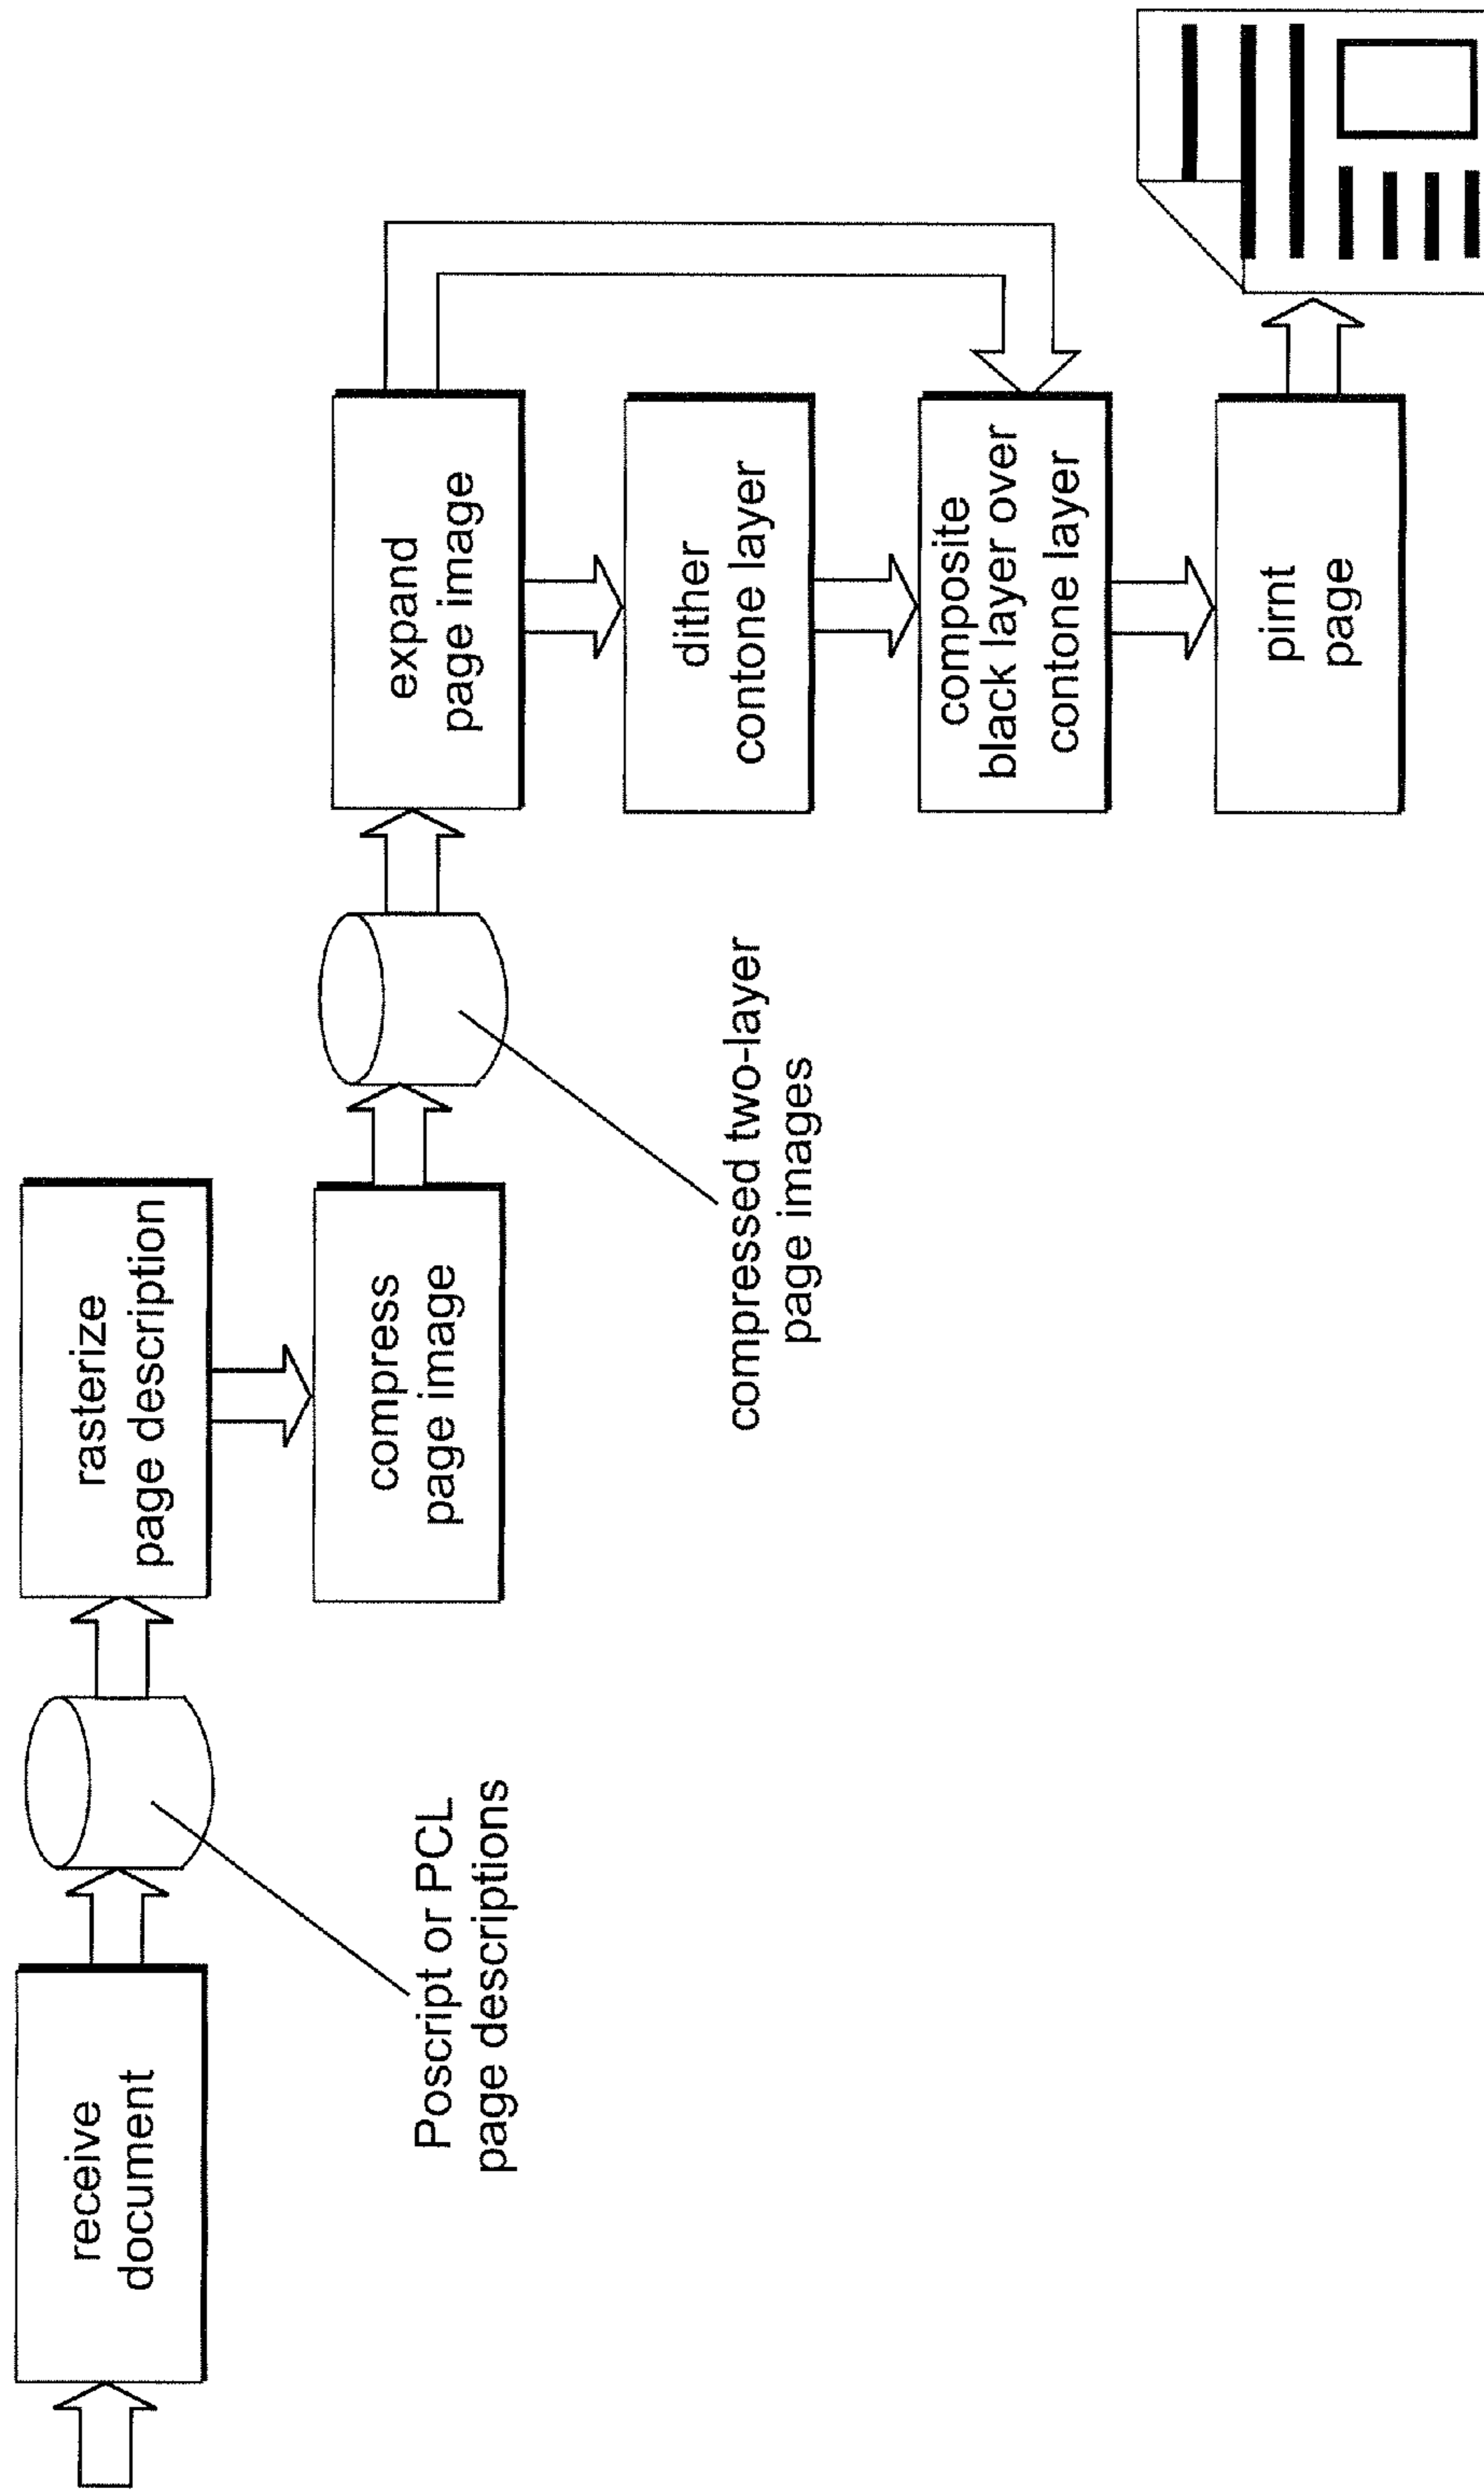 receive
document
Poscript or PCL
page descriptions
rasterize
page description
compress
page image
compressed two-layer
page images
expand
page image
dither
contone layer
composite
black layer over
contone layer
pirnt
page